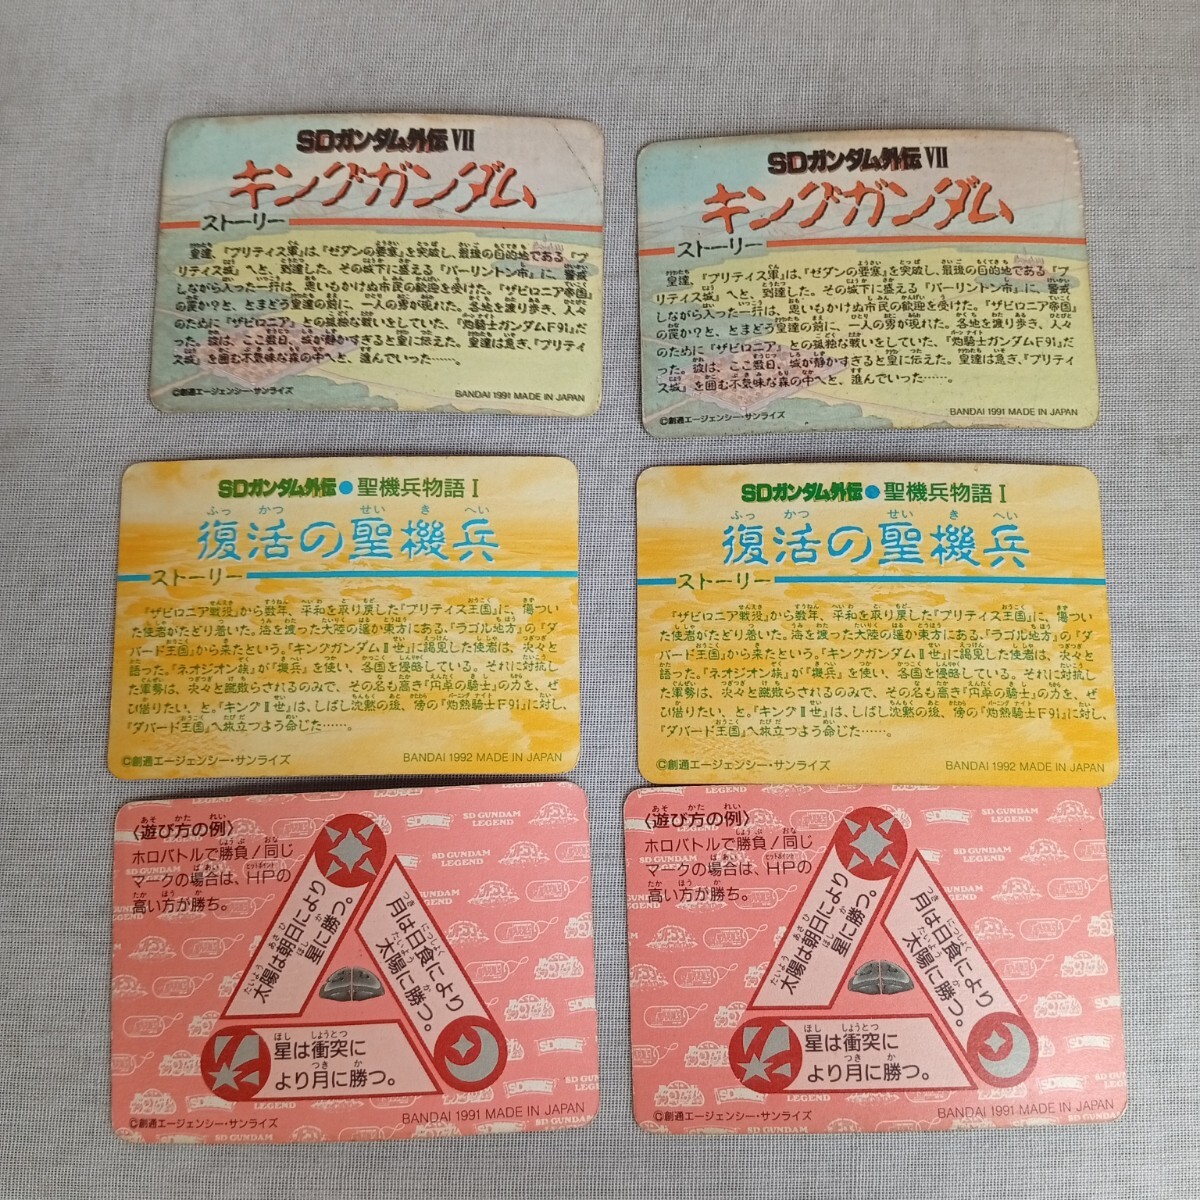 SDガンダム外伝 VII
キングガンダム
ストーリー
皇達、『ブリティス軍』は、『ゼダンの要塞』を突破し、最後の目的地である『ブ
リティス城』へと、到達した。その城下に盛える『バーリントン市』に、警戒
しながら入った一行は、思いもかけぬ市民の歓迎を受けた。『ザビロニア帝国』
の罠か?と、とまどう皇達の前に、一人の男が現れた。各地を渡り歩き、人々
のために『ザビロニア』との孤独な戦いをしていた、『灼騎士ガンダムF91』だ
った。彼は、ここ数日、城が静かすぎると皇に伝えた。皇達は急ぎ、『ブリティ
ス城』を囲む不気味な森の中へと、進んでいった……。
©創通エージェンシー・サンライズ
BANDAI 1991 MADE IN JAPAN
SDガンダム外伝 VII
キングガンダム
ストーリー
皇達、『ブリティス軍』は、『ゼダンの要塞』を突破し、最後の目的地である『ブ
リティス城』へと、到達した。その城下に盛える『バーリントン市』に、警戒
しながら入った一行は、思いもかけぬ市民の歓迎を受けた。『ザビロニア帝国』
の罠か?と、とまどう皇達の前に、一人の男が現れた。各地を渡り歩き、人々
のために『ザビロニア』との孤独な戦いをしていた、『灼騎士ガンダムF91』だ
った。彼は、ここ数日、城が静かすぎると皇に伝えた。皇達は急ぎ、『ブリティ
ス城』を囲む不気味な森の中へと、進んでいった……。
©創通エージェンシー・サンライズ
BANDAI 1991 MADE IN JAPAN
SDガンダム外伝●聖機兵物語 I
ふっ かつ せい き へい
復活の聖機兵
ストーリー
『ザビロニア戦役』から数年、平和を取り戻した『ブリティス王国』に、傷つい
た使者がたどり着いた。海を渡った大陸の遥か東方にある、『ラゴル地方』の『ダ
バード王国』から来たという。『キングガンダムII世』に謁見した使者は、次々と
語った。『ネオジオン族』が『機兵』を使い、各国を侵略している。それに対抗し
た軍勢は、次々と蹴散らされるのみで、その名も高き『円卓の騎士』の力を、ぜ
ひ借りたい、と。『キングII世』は、しばし沈黙の後、傍の『灼熱騎士F91』に対し、
『ダバード王国』へ旅立つよう命じた……。
©創通エージェンシー・サンライズ
BANDAI 1992 MADE IN JAPAN
SDガンダム外伝●聖機兵物語 I
ふっ かつ せい き へい
復活の聖機兵
ストーリー
『ザビロニア戦役』から数年、平和を取り戻した『ブリティス王国』に、傷つい
た使者がたどり着いた。海を渡った大陸の遥か東方にある、『ラゴル地方』の『ダ
バード王国』から来たという。『キングガンダムII世』に謁見した使者は、次々と
語った。『ネオジオン族』が『機兵』を使い、各国を侵略している。それに対抗し
た軍勢は、次々と蹴散らされるのみで、その名も高き『円卓の騎士』の力を、ぜ
ひ借りたい、と。『キングII世』は、しばし沈黙の後、傍の『灼熱騎士F91』に対し、
『ダバード王国』へ旅立つよう命じた……。
©創通エージェンシー・サンライズ
BANDAI 1992 MADE IN JAPAN
あそ かた れい
〈遊び方の例〉
ホロバトルで勝負!同じ
マークの場合は、HPの
高い方が勝ち。
太陽は朝日により
星に勝つ。
月は日食により
太陽に勝つ。
ほし しょうとつ
星は衝突に
つき か
より月に勝つ。
SD GUNDAM
LEGEND
©創通エージェンシー・サンライズ
BANDAI 1991 MADE IN JAPAN
あそ かた れい
〈遊び方の例〉
ホロバトルで勝負!同じ
マークの場合は、HPの
高い方が勝ち。
太陽は朝日により
星に勝つ。
月は日食により
太陽に勝つ。
ほし しょうとつ
星は衝突に
つき か
より月に勝つ。
SD GUNDAM
LEGEND
©創通エージェンシー・サンライズ
BANDAI 1991 MADE IN JAPAN